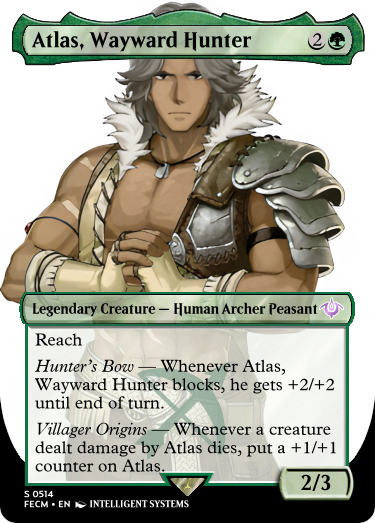 Atlas, Wayward Hunter 2
Legendary Creature — Human Archer Peasant
Reach
Hunter's Bow — Whenever Atlas,
Wayward Hunter blocks, he gets +2/+2
until end of turn.
Villager Origins — Whenever a creature
dealt damage by Atlas dies, put a +1/+1
counter on Atlas.
2/3
S 0514
FECM • EN INTELLIGENT SYSTEMS